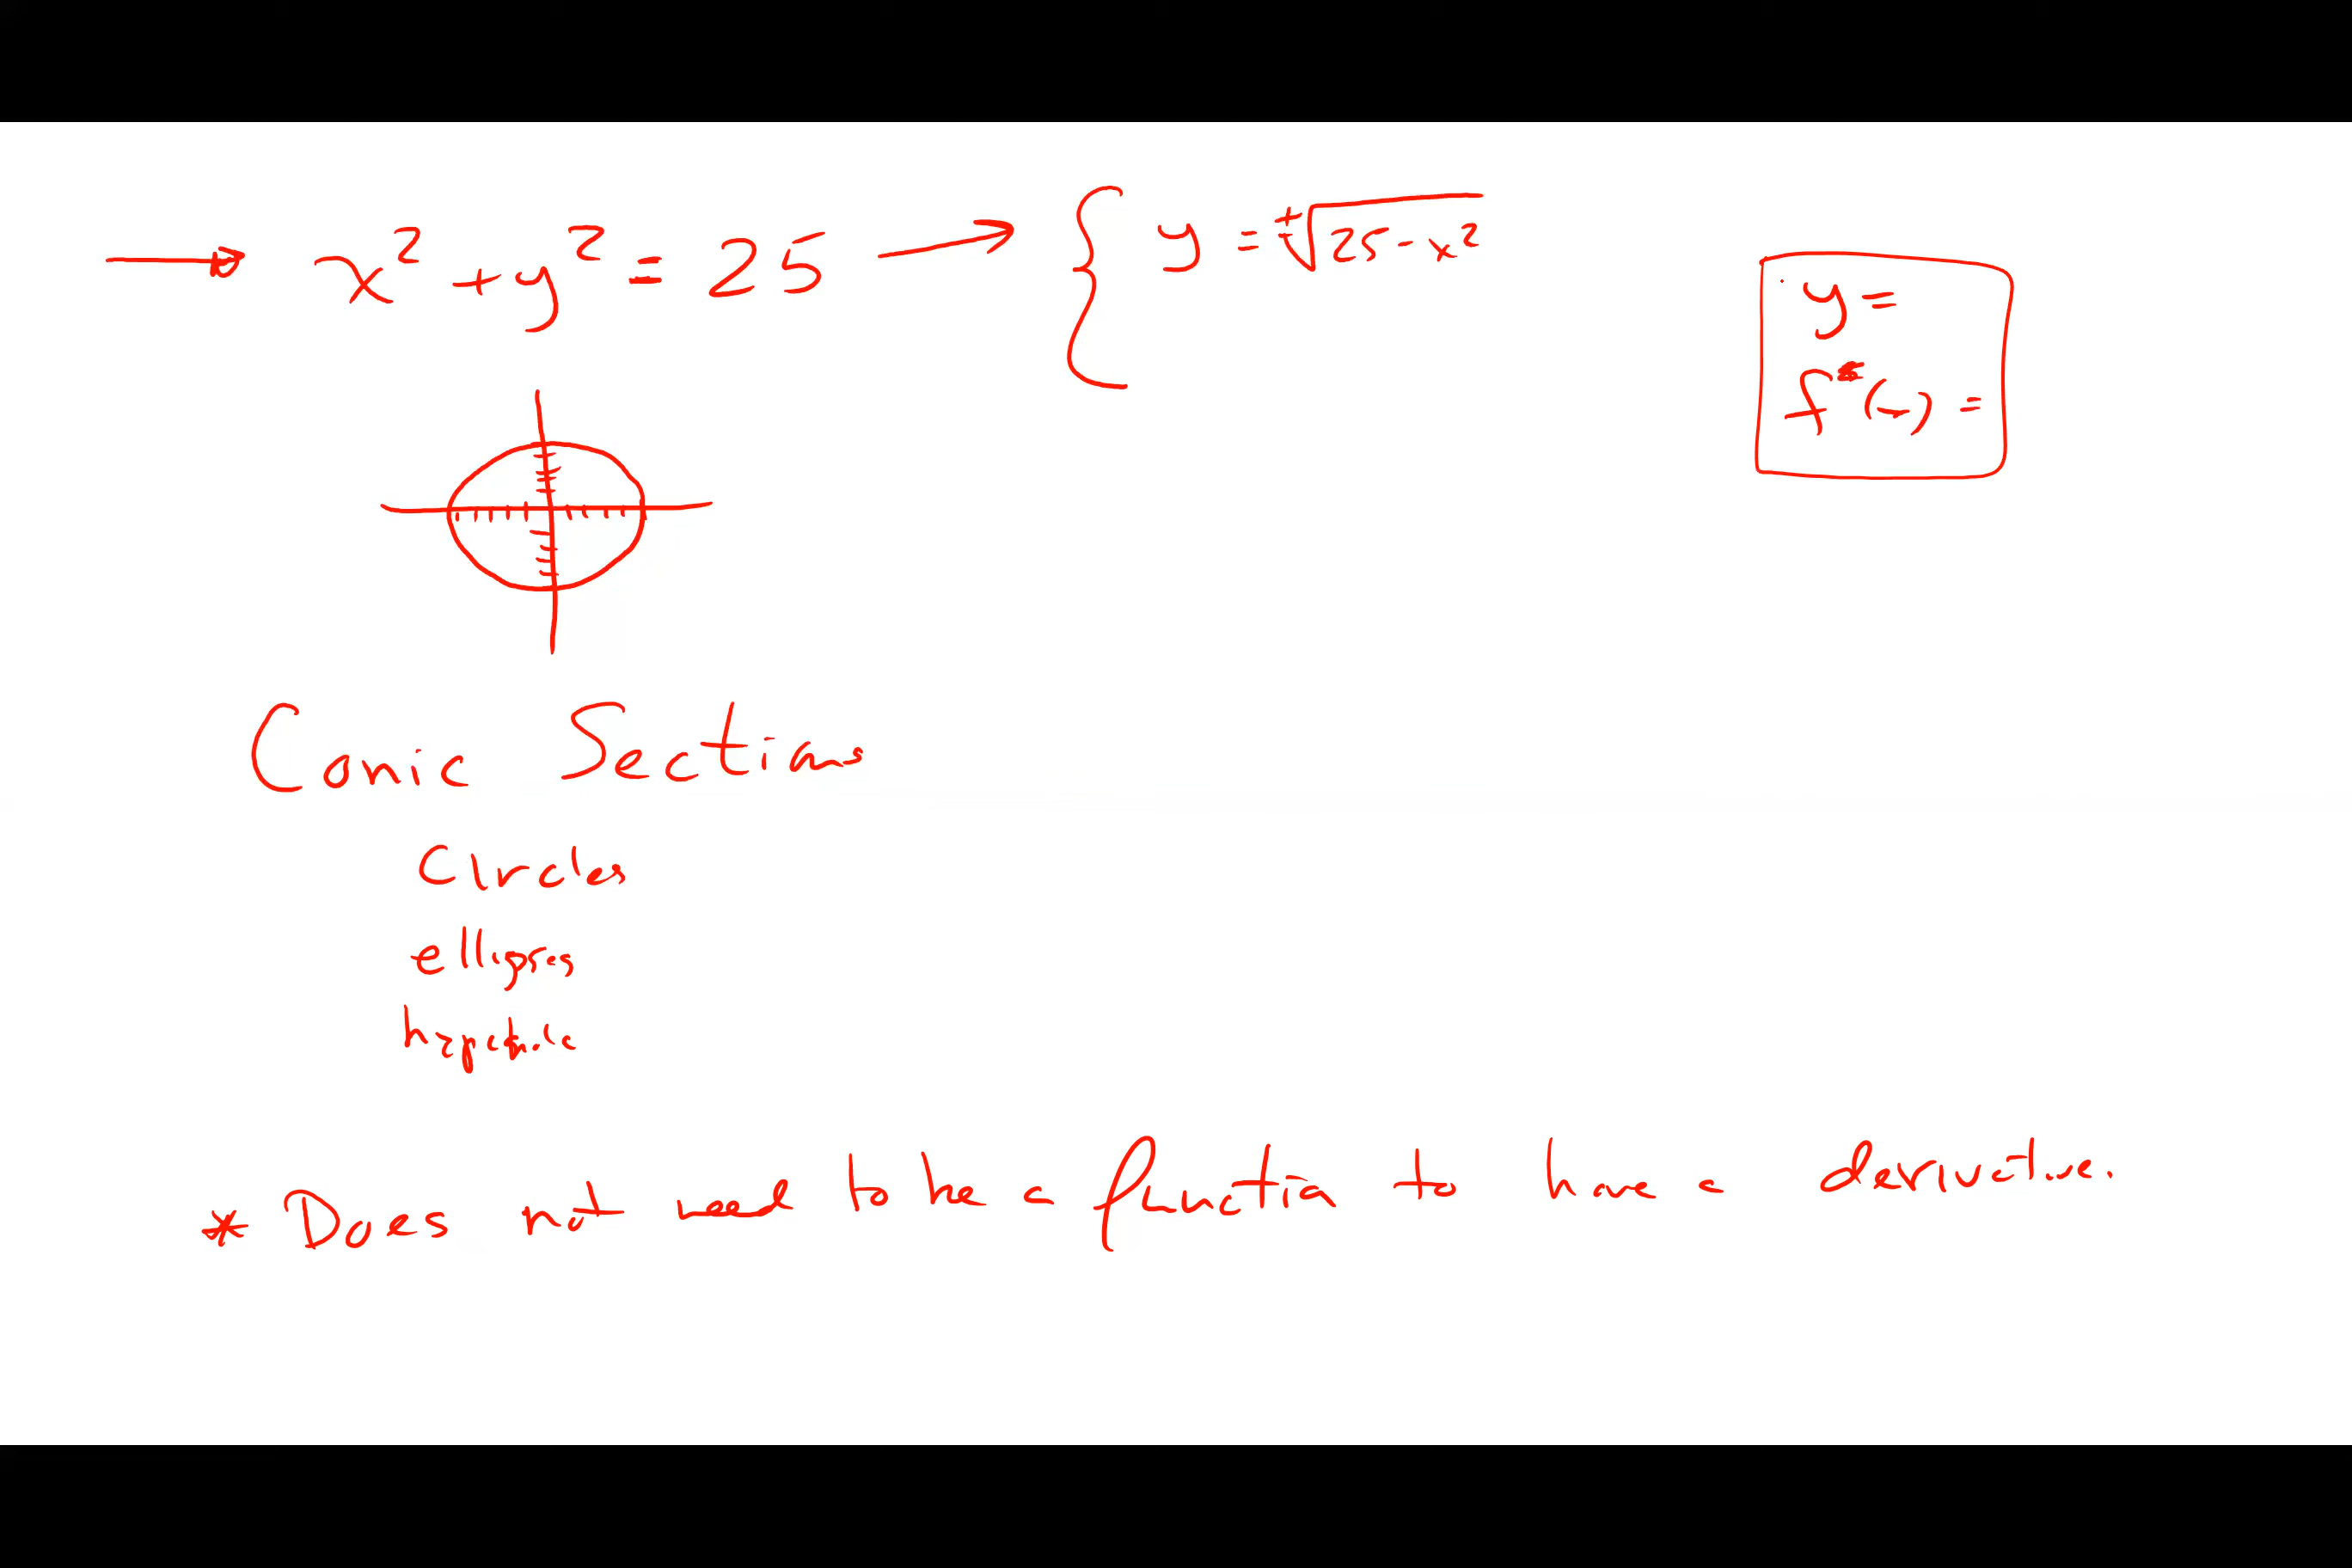 x² + y² = 25
y = ±√(25 - x²)
y =
f(x) =
Conic Sections
Circles
ellipses
* Does not need to be a function to have a derivative.